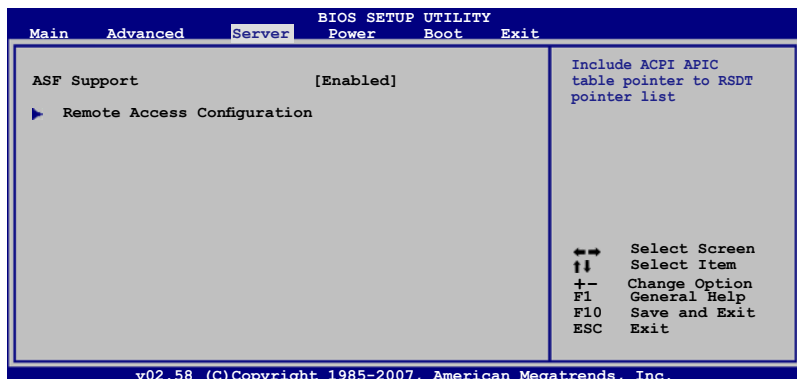 BIOS SETUP UTILITY
Main Advanced Server Power Boot Exit
ASF Support [Enabled]
Remote Access Configuration
Include ACPI APIC
table pointer to RSDT
pointer list
Select Screen
Select Item
+- Change Option
F1 General Help
F10 Save and Exit
ESC Exit
v02.58 (C)Copyright 1985-2007, American Megatrends, Inc.